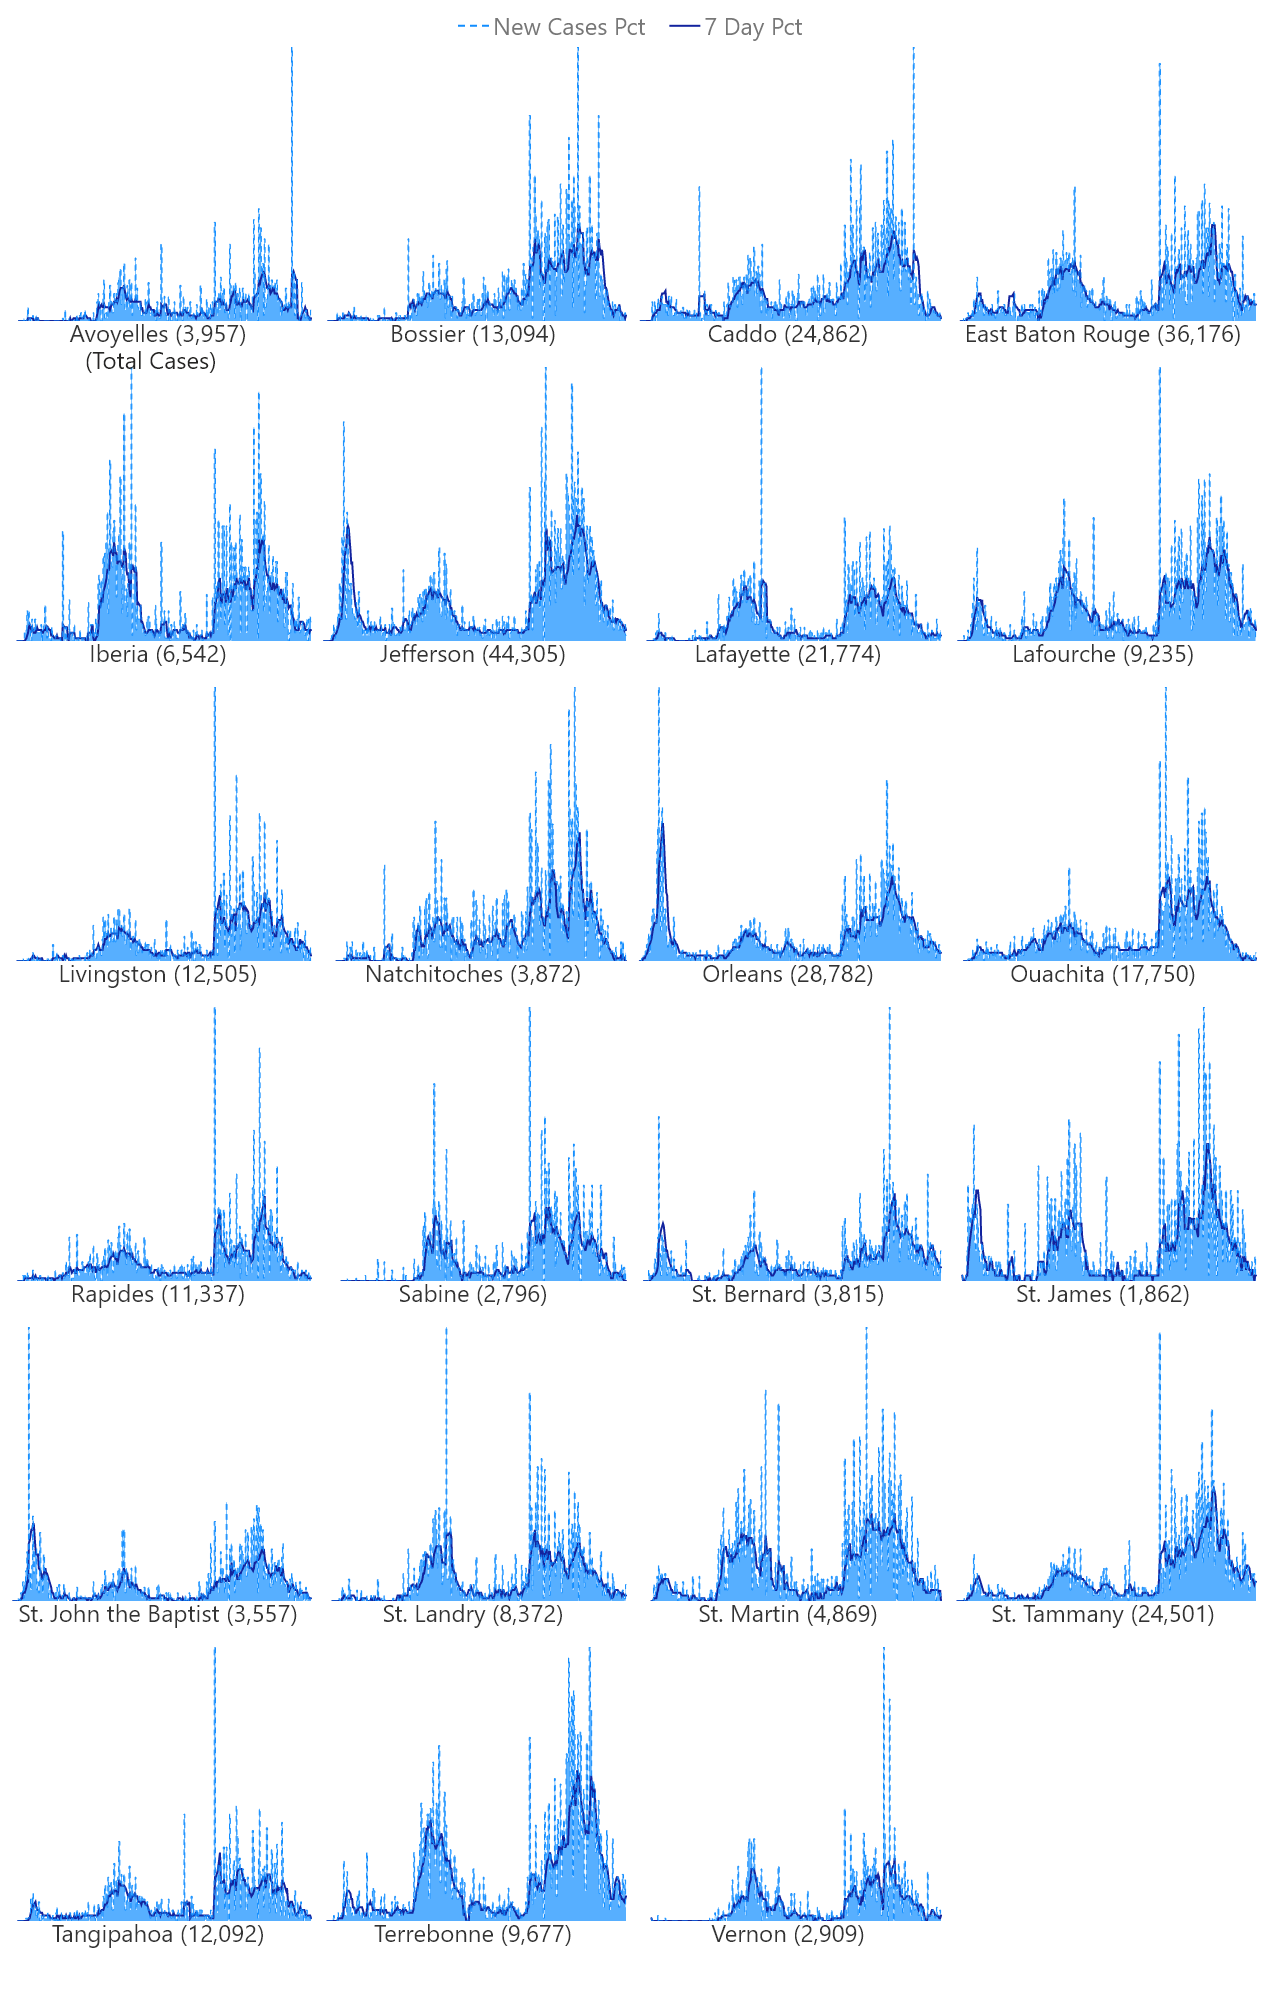 New Cases Pct 7 Day Pct
Avoyelles (3,957) Bossier (13,094) Caddo (24,862) East Baton Rouge (36,176)
(Total Cases)
Iberia (6,542) Jefferson (44,305) Lafayette (21,774) Lafourche (9,235)
Livingston (12,505) Natchitoches (3,872) Orleans (28,782) Ouachita (17,750)
Rapides (11,337) Sabine (2,796) St. Bernard (3,815) St. James (1,862)
St. John the Baptist (3,557) St. Landry (8,372) St. Martin (4,869) St. Tammany (24,501)
Tangipahoa (12,092) Terrebonne (9,677) Vernon (2,909)